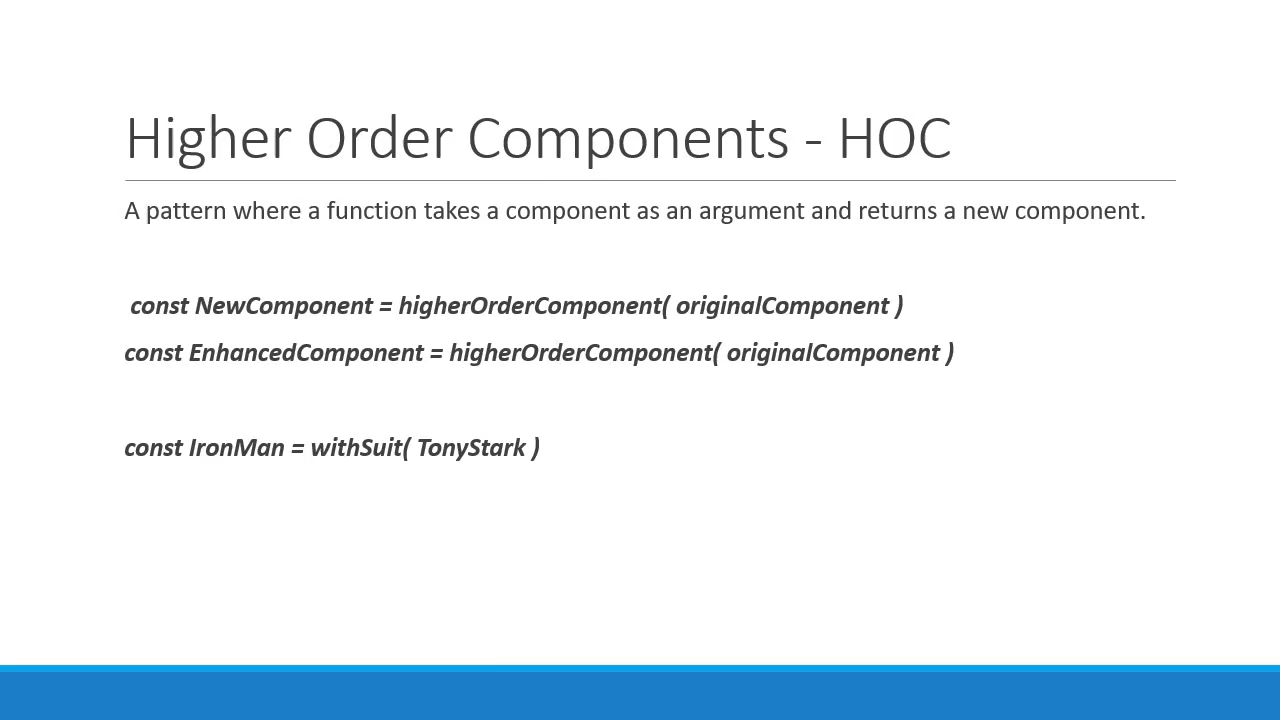 Higher Order Components - HOC
A pattern where a function takes a component as an argument and returns a new component.
const NewComponent = higherOrderComponent( originalComponent )
const EnhancedComponent = higherOrderComponent( originalComponent )
const IronMan = withSuit( TonyStark )